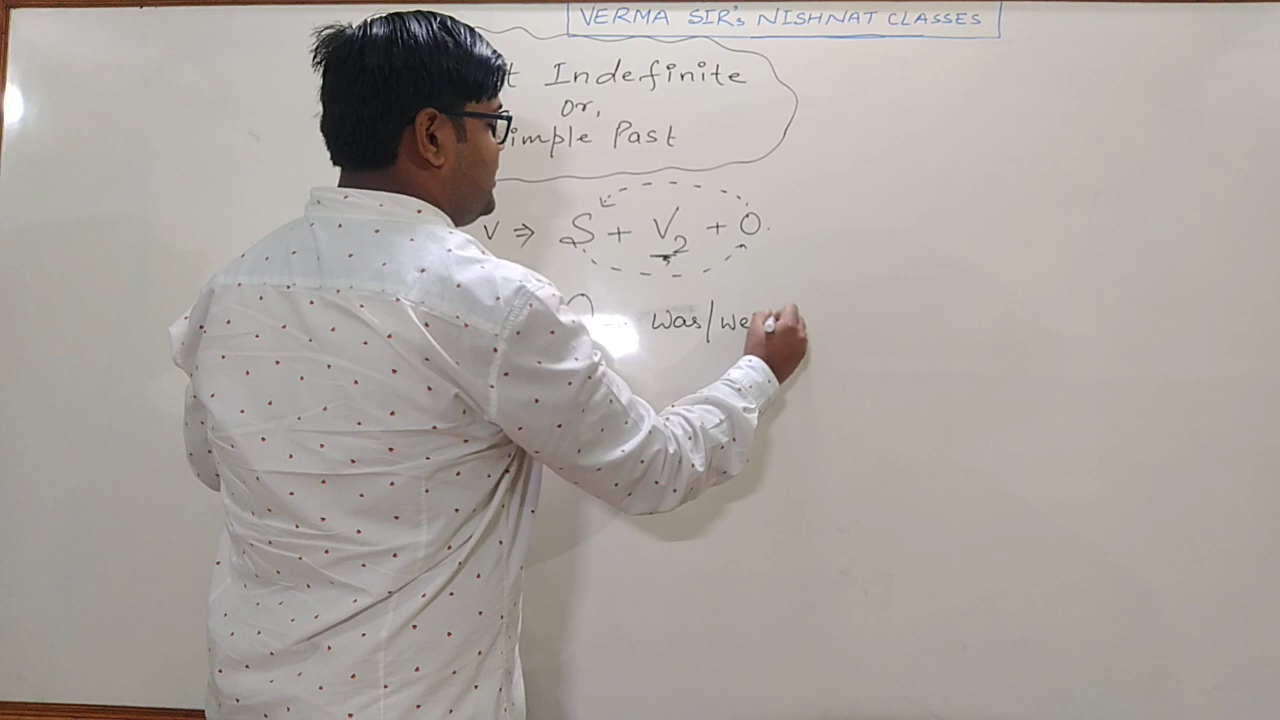 VERMA SIR's NISHNAT CLASSES
t Indefinite
Or,
imple Past
V ⇒ S + V₂ + O.
O → was/we